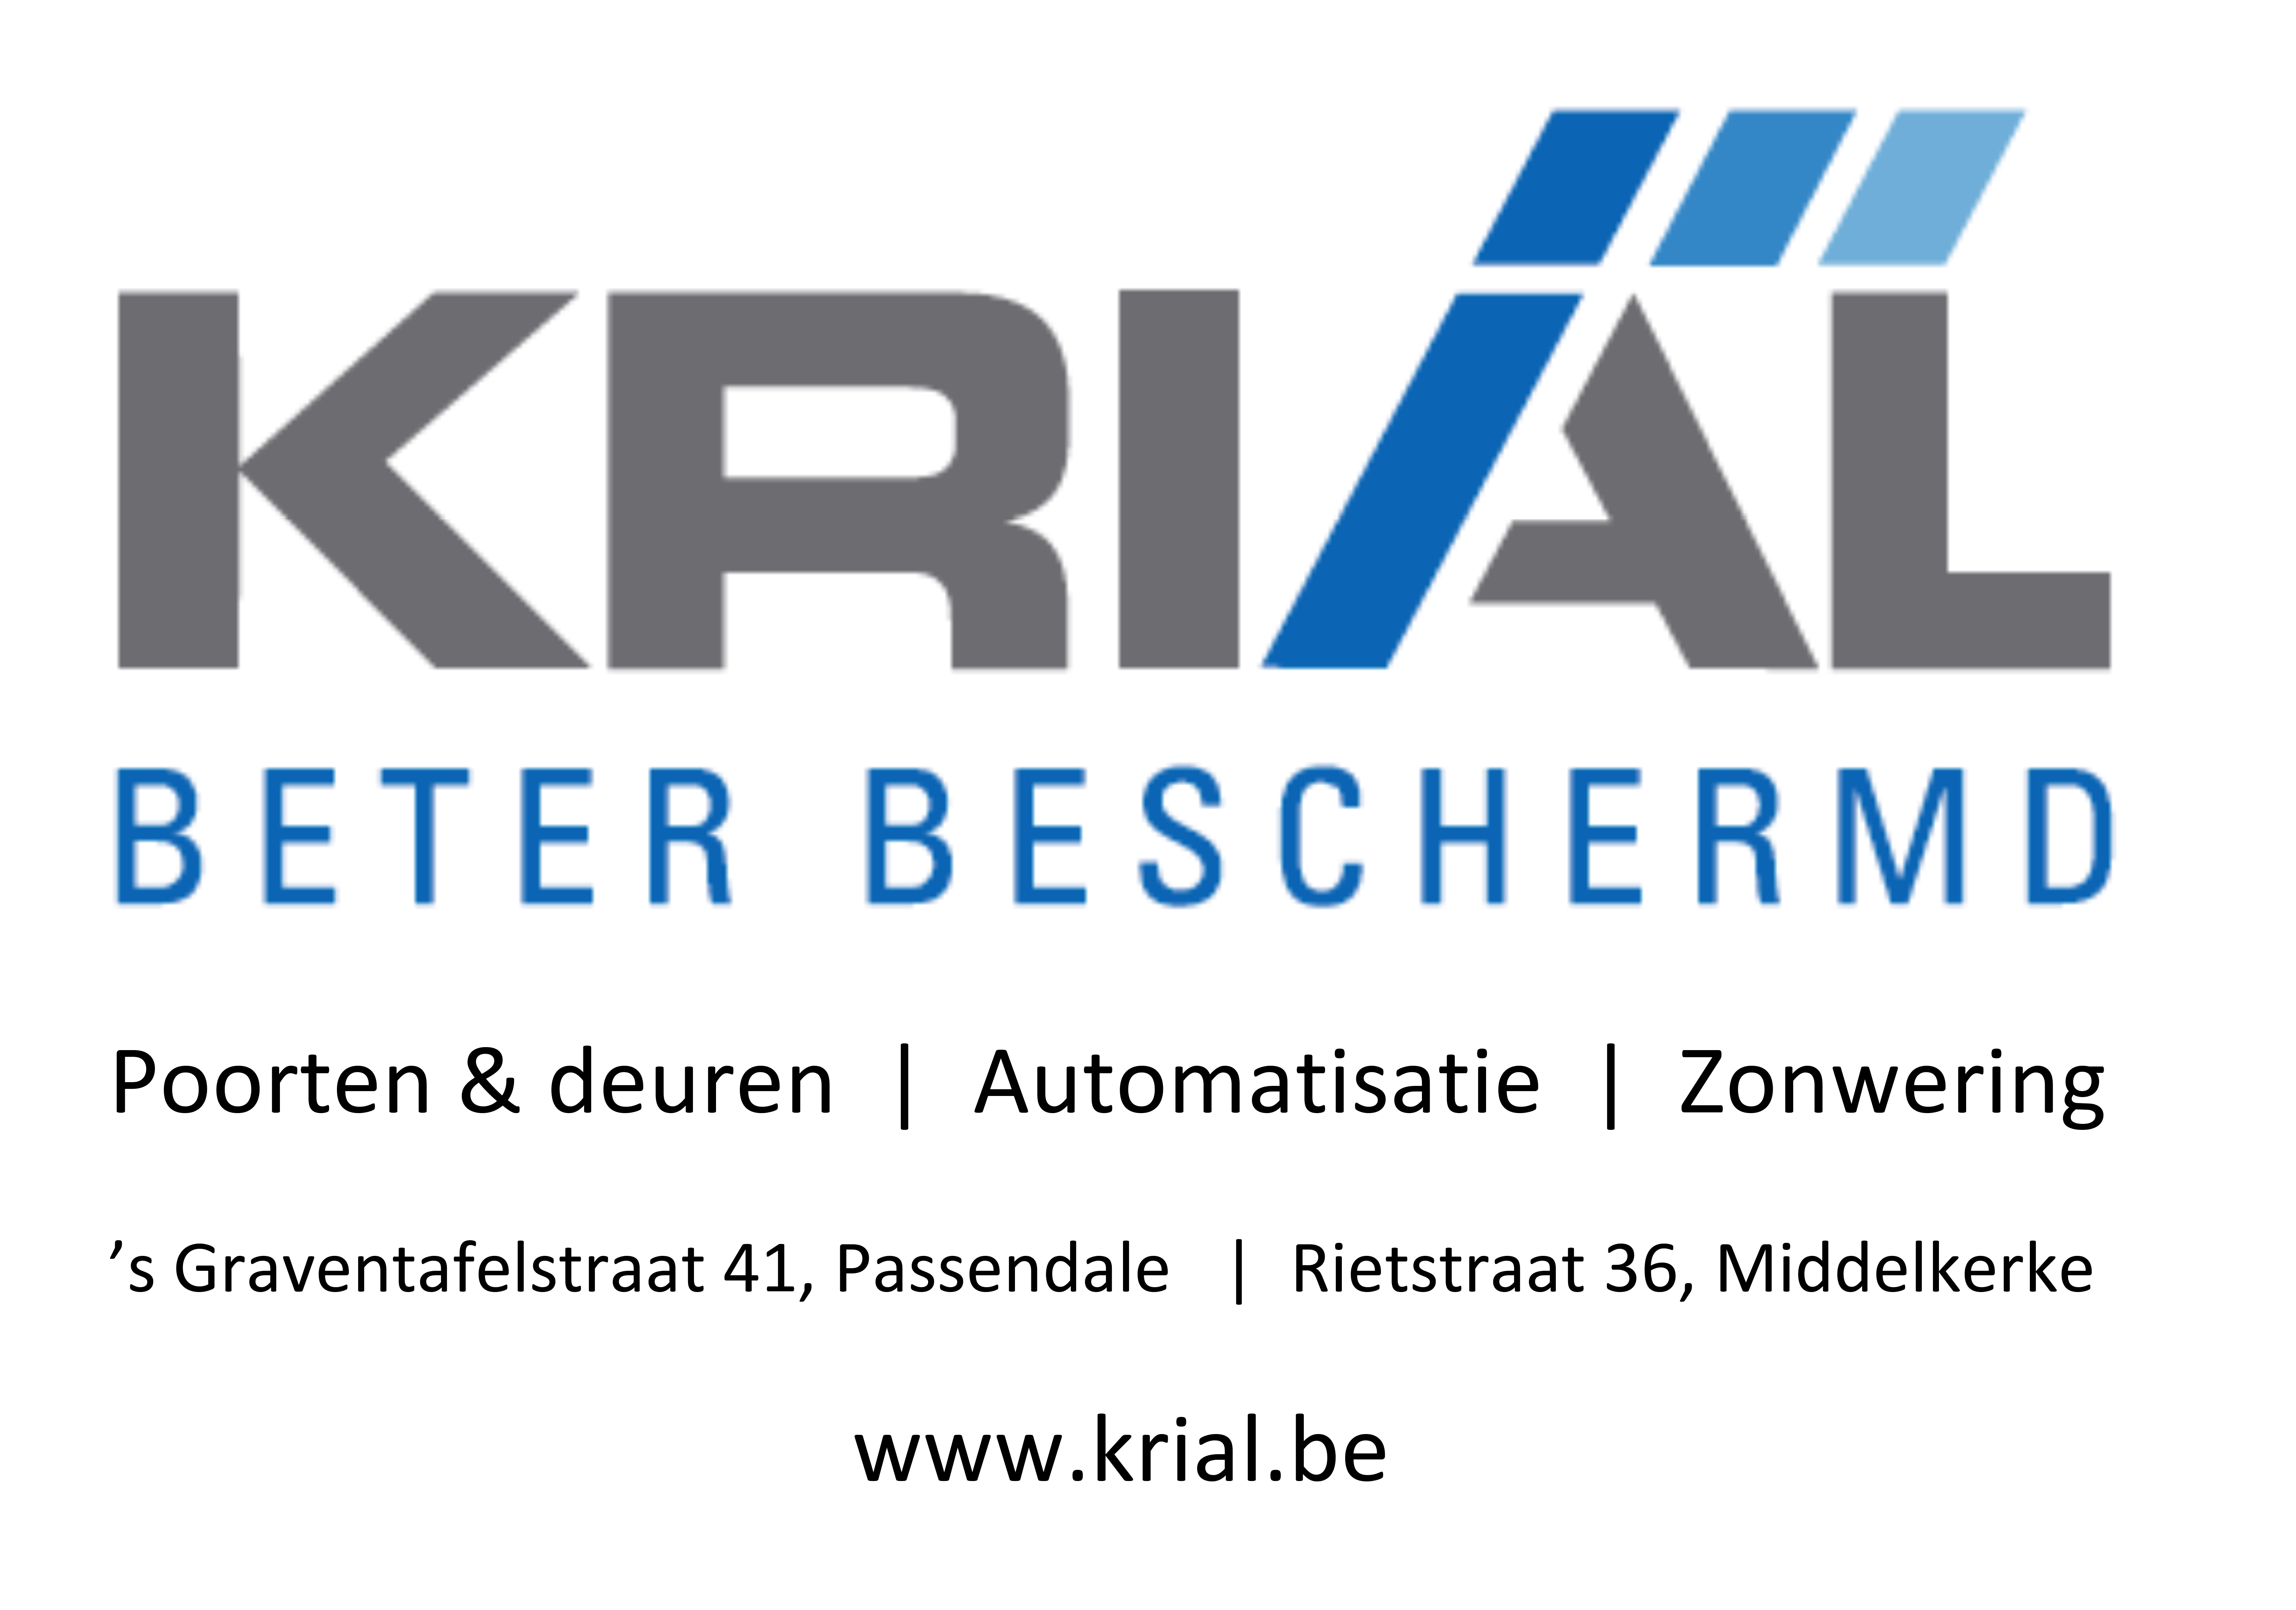 KRIAL
BETER BESCHERMD
Poorten & deuren | Automatisatie | Zonwering
’s Graventafelstraat 41, Passendale | Rietstraat 36, Middelkerke
www.krial.be